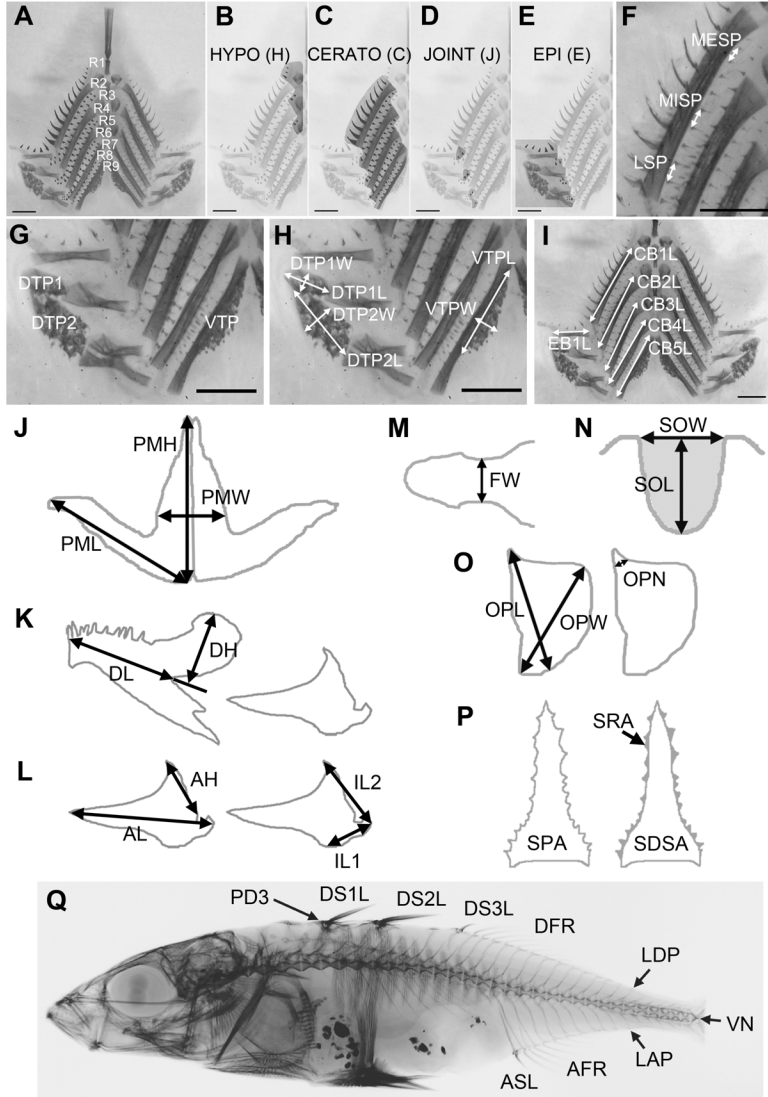 A
R1
R2
R3
R4
R5
R6
R7
R8
R9
B
HYPO (H)
C
CERATO (C)
D
JOINT (J)
E
EPI (E)
F
MESP
MISP
LSP
G
DTP1
DTP2
VTP
H
DTP1W
DTP1L
DTP2W
DTP2L
VTPL
VTPW
I
CB1L
CB2L
CB3L
CB4L
CB5L
EB1L
J
PMH
PMW
PML
M
FW
N
SOW
SOL
K
DH
DL
O
OPL
OPW
OPN
L
AH
AL
IL2
IL1
P
SRA
SPA
SDSA
Q
PD3
DS1L
DS2L
DS3L
DFR
LDP
VN
LAP
AFR
ASL